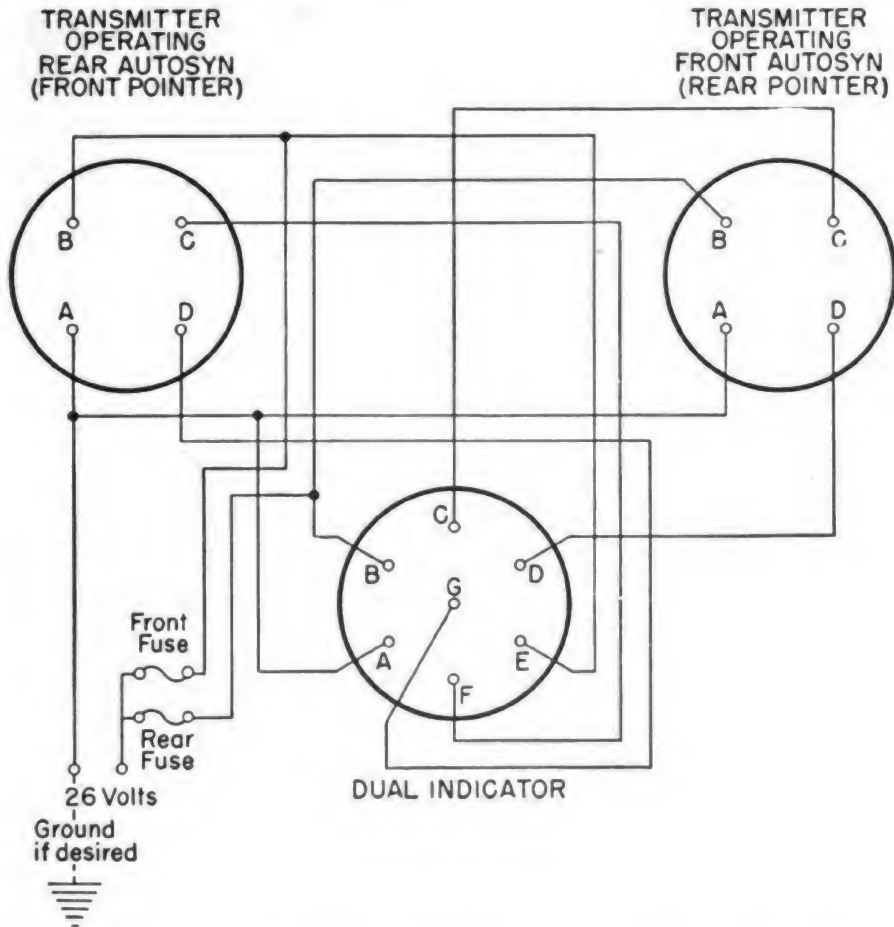 TRANSMITTER
OPERATING
REAR AUTOSYN
(FRONT POINTER)
TRANSMITTER
OPERATING
FRONT AUTOSYN
(REAR POINTER)
B
C
A
D
B
C
A
D
C
B
D
G
A
E
F
Front
Fuse
Rear
Fuse
26 Volts
Ground
if desired
DUAL INDICATOR